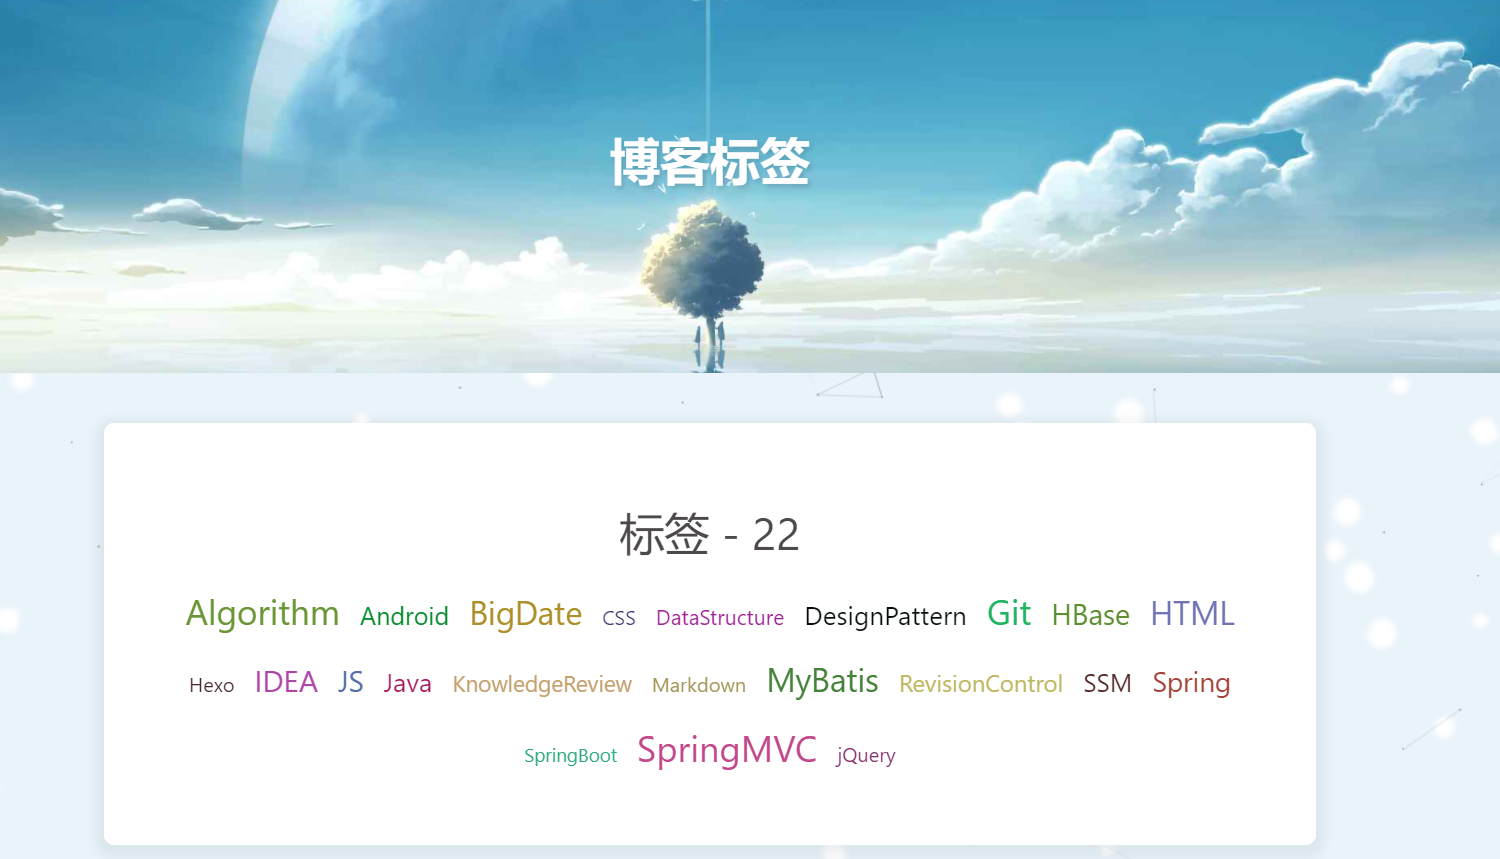 博客标签
标签 - 22
Algorithm Android BigDate CSS DataStructure DesignPattern Git HBase HTML
Hexo IDEA JS Java KnowledgeReview Markdown MyBatis RevisionControl SSM Spring
SpringBoot SpringMVC jQuery